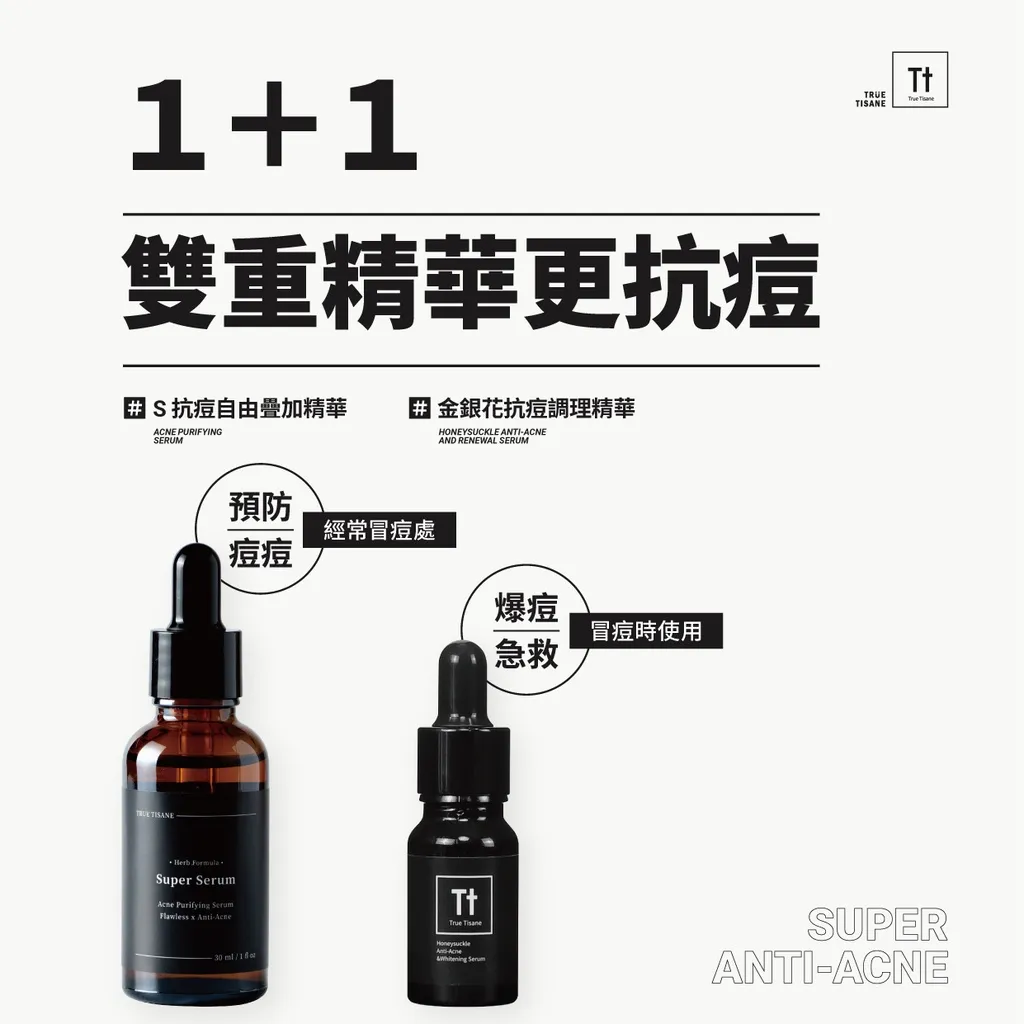 1+1
TRUE
TISANE
Tt
True Tisane
雙重精華更抗痘
# S 抗痘自由疊加精華
ACNE PURIFYING
SERUM
# 金銀花抗痘調理精華
HONEYSUCKLE ANTI-ACNE
AND RENEWAL SERUM
預防
痘痘
經常冒痘處
爆痘
急救
冒痘時使用
TRUE TISANE
• Herb Formula •
Super Serum
Acne Purifying Serum
Flawless x Anti-Acne
30 ml / 1 fl oz
Tt
True Tisane
Honeysuckle
Anti-Acne
&Whitening Serum
SUPER
ANTI-ACNE